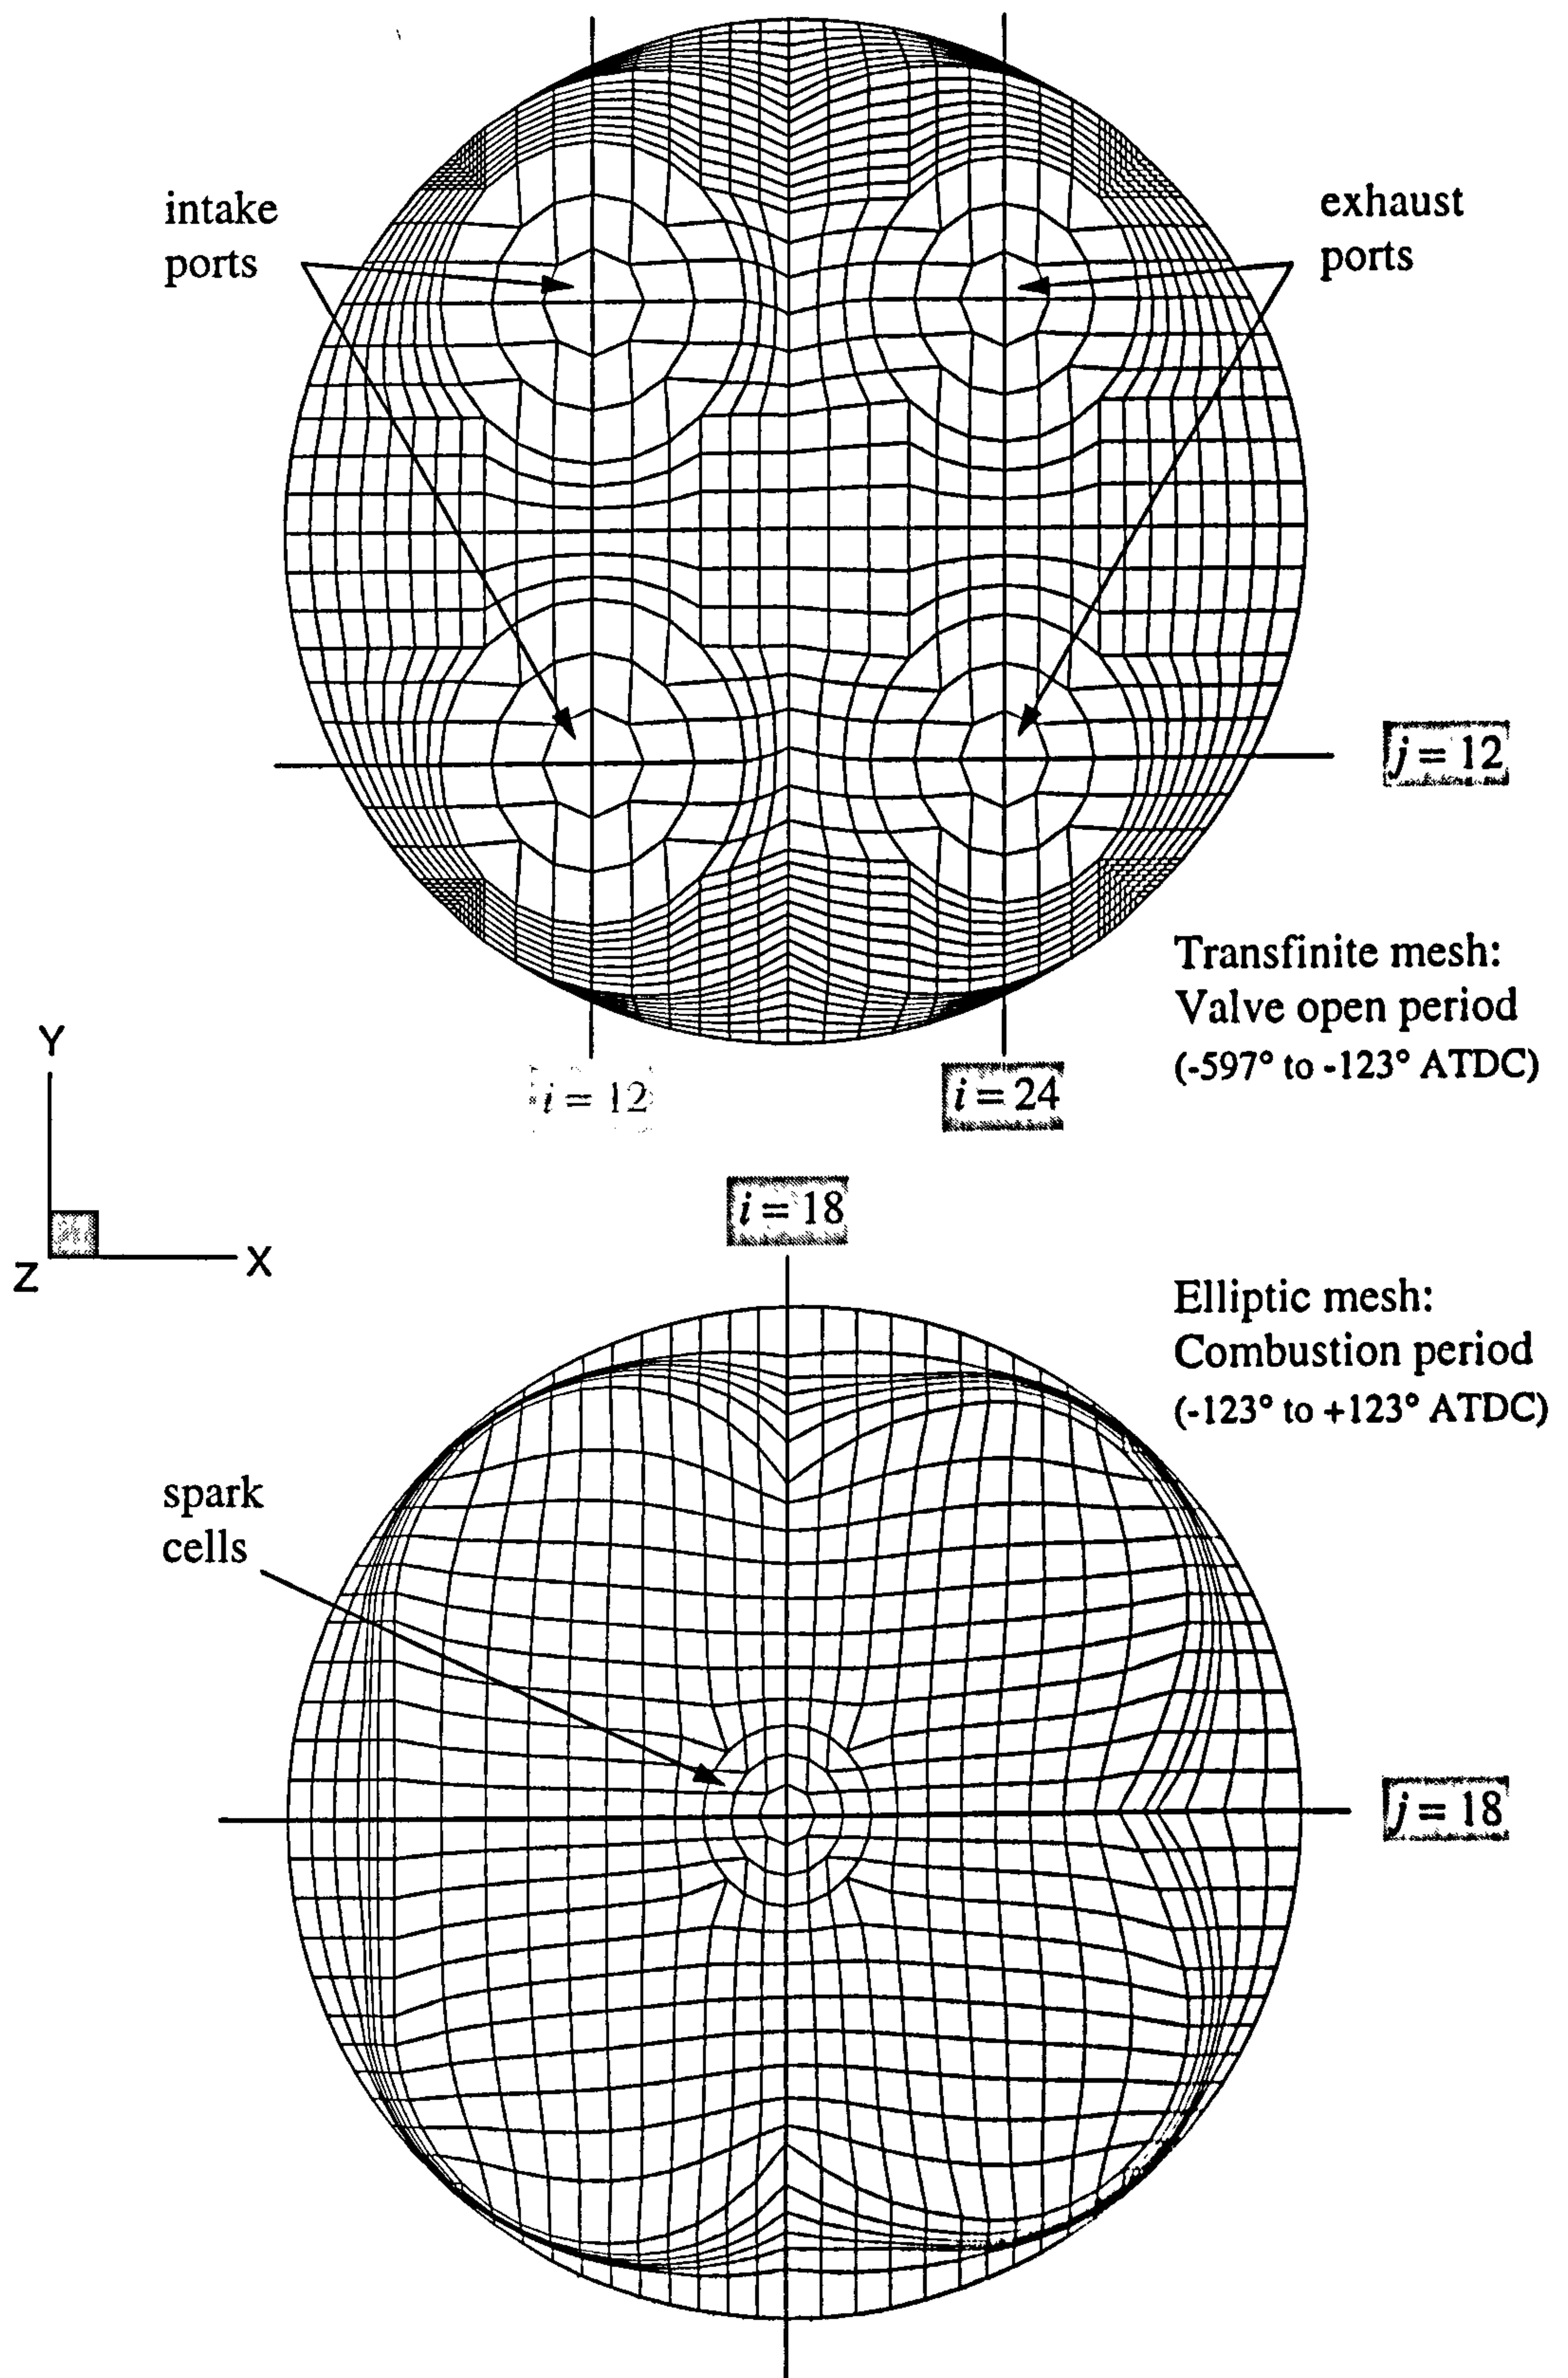 intake
ports
exhaust
ports
j = 12
Transfinite mesh:
Valve open period
(-597° to -123° ATDC)
i = 12
i = 24
Y
Z
X
i = 18
Elliptic mesh:
Combustion period
(-123° to +123° ATDC)
spark
cells
j = 18